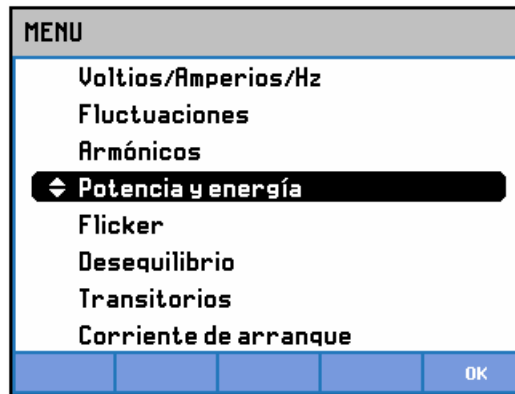 MENU
Voltios/Amperios/Hz
Fluctuaciones
Armónicos
Potencia y energía
Flicker
Desequilibrio
Transitorios
Corriente de arranque
OK